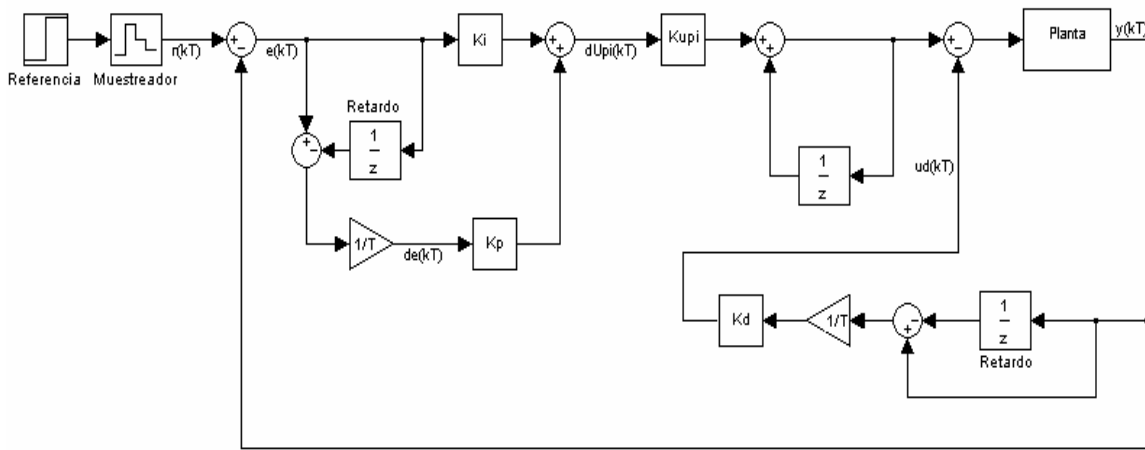 Referencia
Muestreador
r(kT)
e(kT)
Ki
dUpi(kT)
Kupi
Planta
y(kT)
Retardo
1
z
1/T
de(kT)
Kp
1
z
ud(kT)
Kd
1/T
1
z
Retardo